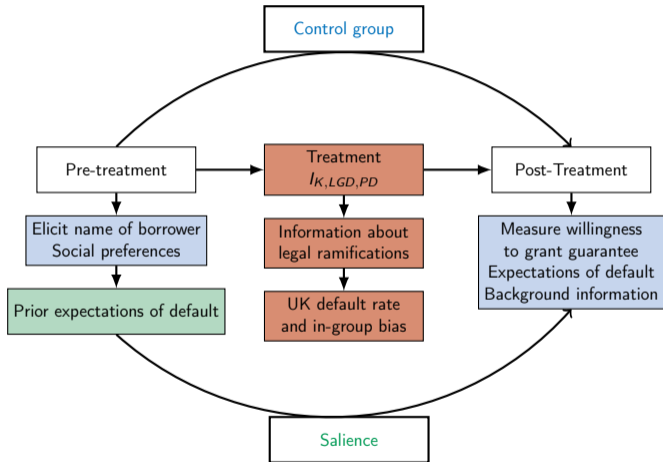 Control group
Pre-treatment
Treatment
I_{K,LGD,PD}
Post-Treatment
Elicit name of borrower
Social preferences
Information about
legal ramifications
Measure willingness
to grant guarantee
Expectations of default
Background information
Prior expectations of default
UK default rate
and in-group bias
Salience